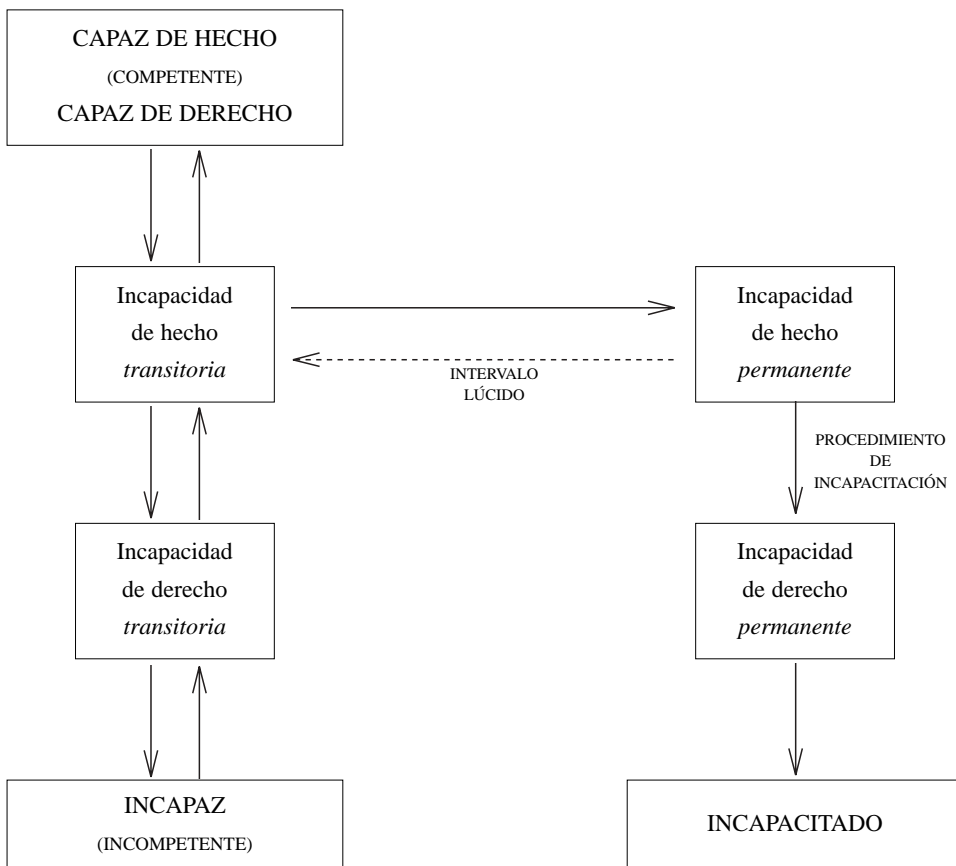 CAPAZ DE HECHO
(COMPETENTE)
CAPAZ DE DERECHO
Incapacidad
de hecho
transitoria
Incapacidad
de hecho
permanente
INTERVALO
LÚCIDO
PROCEDIMIENTO
DE
INCAPACITACIÓN
Incapacidad
de derecho
transitoria
Incapacidad
de derecho
permanente
INCAPAZ
(INCOMPETENTE)
INCAPACITADO